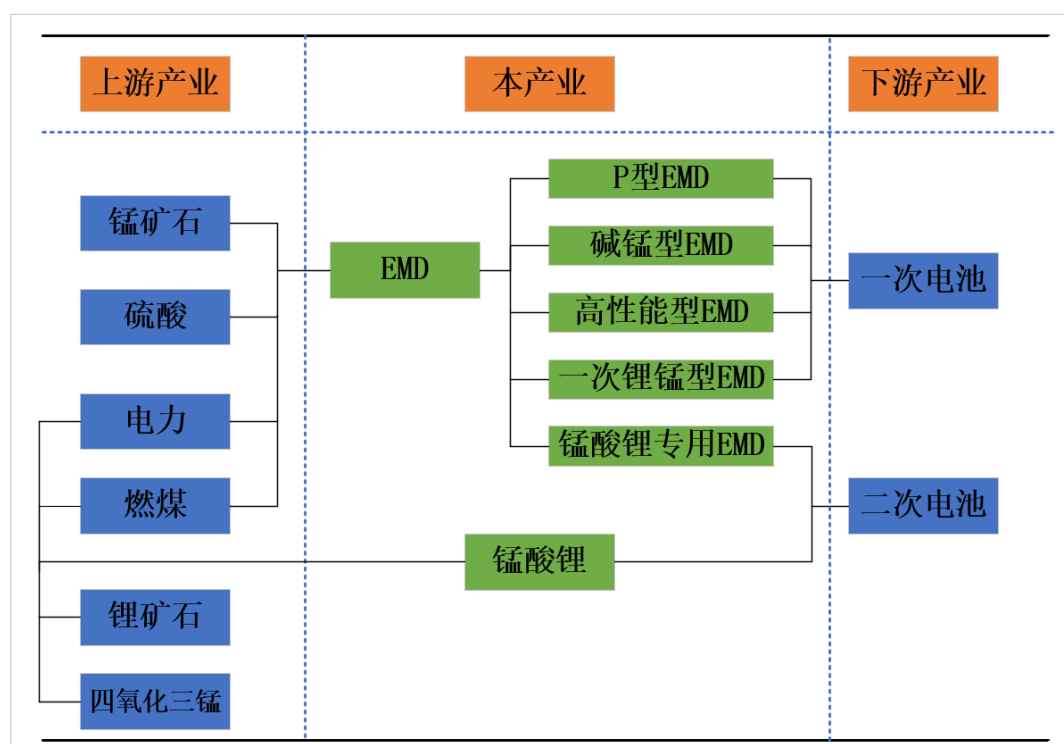 上游产业
本产业
下游产业
锰矿石
硫酸
电力
燃煤
锂矿石
四氧化三锰
EMD
P型EMD
碱锰型EMD
高性能型EMD
一次锂锰型EMD
锰酸锂专用EMD
锰酸锂
一次电池
二次电池